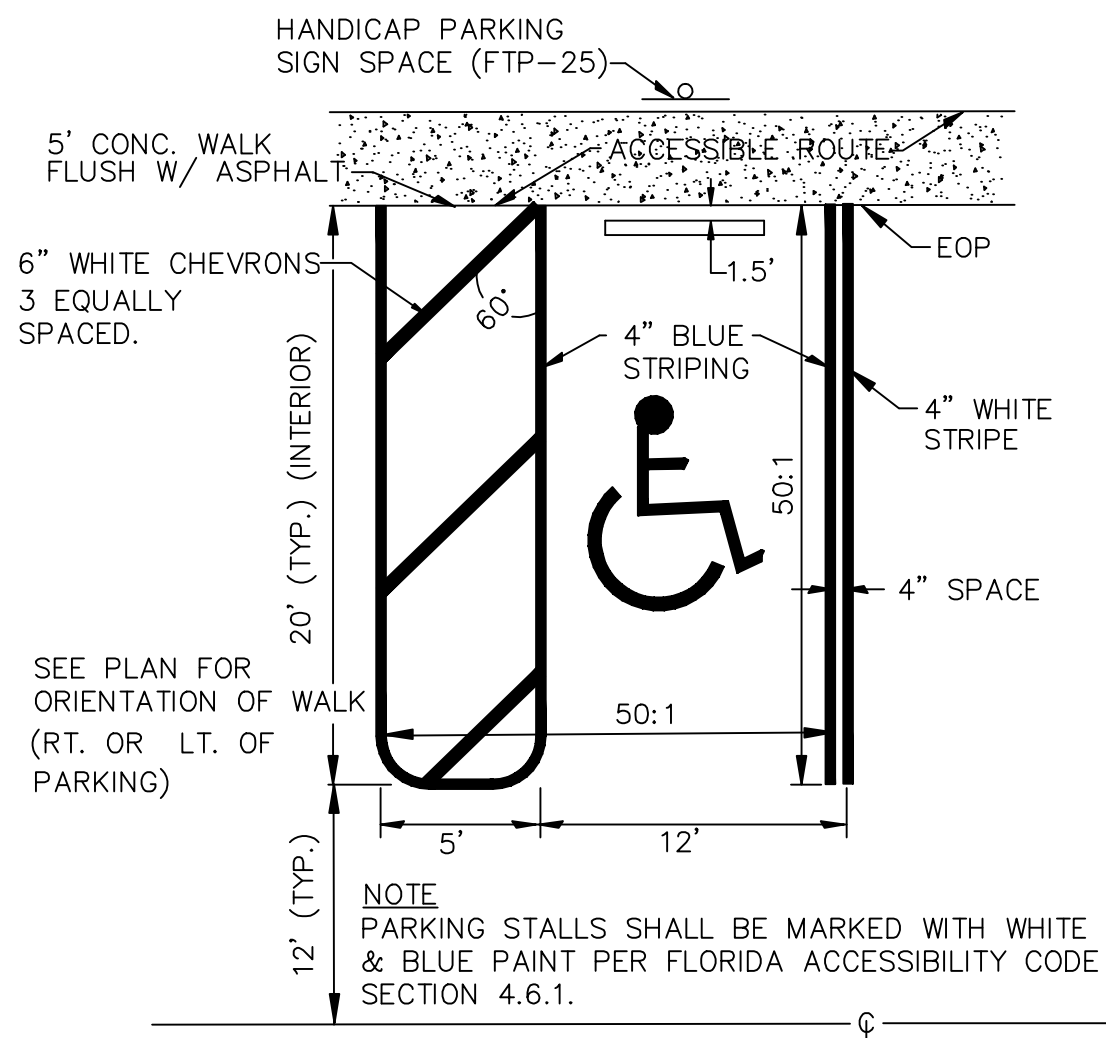 HANDICAP PARKING
SIGN SPACE (FTP-25)
5' CONC. WALK
FLUSH W/ ASPHALT
ACCESSIBLE ROUTE
EOP
1.5'
6" WHITE CHEVRONS
3 EQUALLY
SPACED.
60°
4" BLUE
STRIPING
4" WHITE
STRIPE
20' (TYP.) (INTERIOR)
50:1
4" SPACE
SEE PLAN FOR
ORIENTATION OF WALK
(RT. OR LT. OF
PARKING)
50:1
5'
12'
12' (TYP.)
NOTE
PARKING STALLS SHALL BE MARKED WITH WHITE
& BLUE PAINT PER FLORIDA ACCESSIBILITY CODE
SECTION 4.6.1.
℄